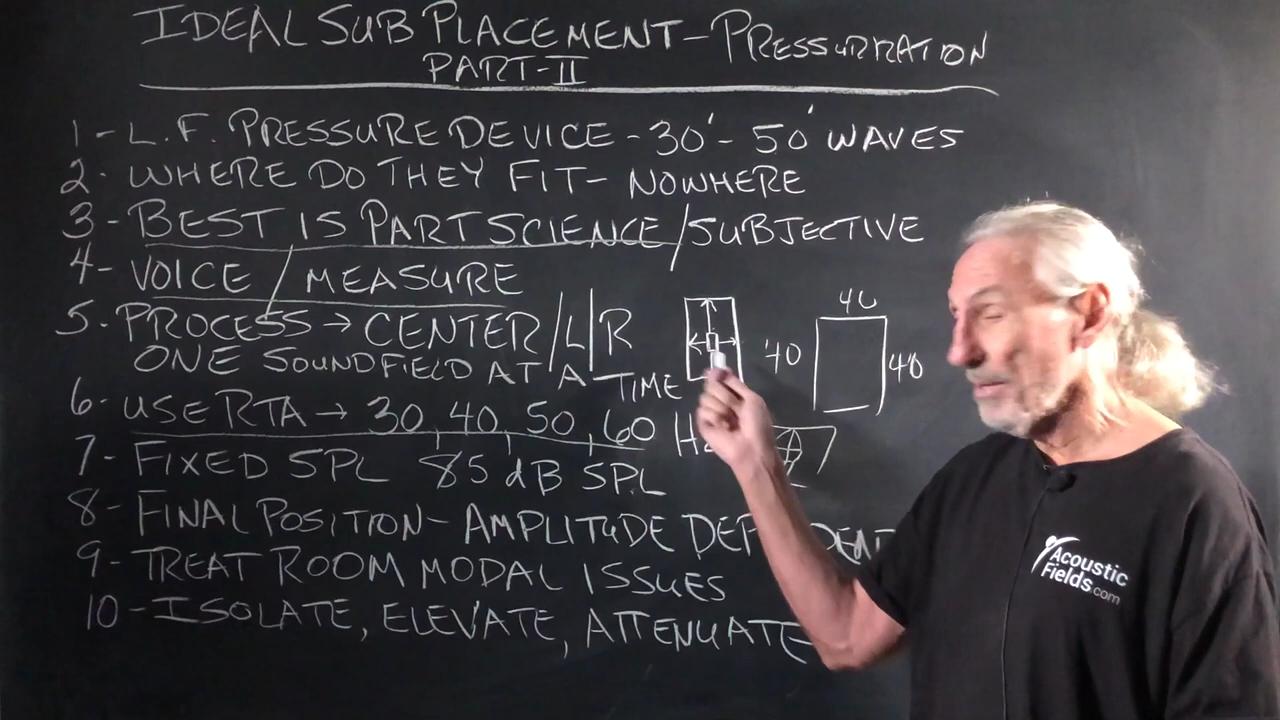 IDEAL SUB PLACEMENT - PRESSURRATION
PART-II
1 - L.F. PRESSURE DEVICE - 30' - 50' WAVES
2 - WHERE DO THEY FIT - NOWHERE
3 - BEST IS PART SCIENCE/SUBJECTIVE
4 - VOICE / MEASURE
5. PROCESS → CENTER/L/R
ONE SOUNDFIELD AT A TIME
6 - USE RTA → 30, 40, 50, 60
7 - FIXED SPL 85 dB SPL
8 - FINAL POSITION - AMPLITUDE
9 - TREAT ROOM MODAL ISSUES
10 - ISOLATE, ELEVATE, ATTENUATE
40
'40
40
Acoustic
Fields.com